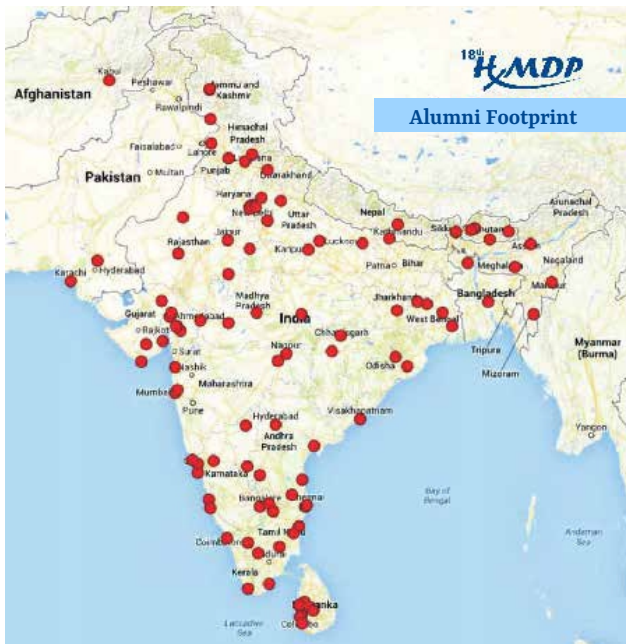 18th
HXMDP
Alumni Footprint
Kabul
Peshawar
Jammu and
Kashmir
Afghanistan
Rawalpindi
Himachal
Pradesh
Faisalabad
Lahore
Punjab
Multan
Pakistan
Uttarakhand
Haryana
New Delhi
Arunachal
Pradesh
Nepal
Uttar
Pradesh
Kathmandu
Sikkim
Bhutan
Assam
Jaipur
Rajasthan
Kanpur
Lucknow
Patna
Bihar
Meghalaya
Nagaland
Manipur
Karachi
Hyderabad
Bangladesh
Madhya
Pradesh
Jharkhand
Gujarat
Ahmedabad
India
West Bengal
Rajkot
Chhattisgarh
Tripura
Myanmar
(Burma)
Surat
Nagpur
Odisha
Mizoram
Nashik
Maharashtra
Mumbai
Pune
Hyderabad
Visakhapatnam
Yangon
Andhra
Pradesh
Karnataka
Bay of
Bengal
Bangalore
Chennai
Andaman
Sea
Tamil Nadu
Coimbatore
Madurai
Kerala
Sri Lanka
Laccadive
Sea
Colombo